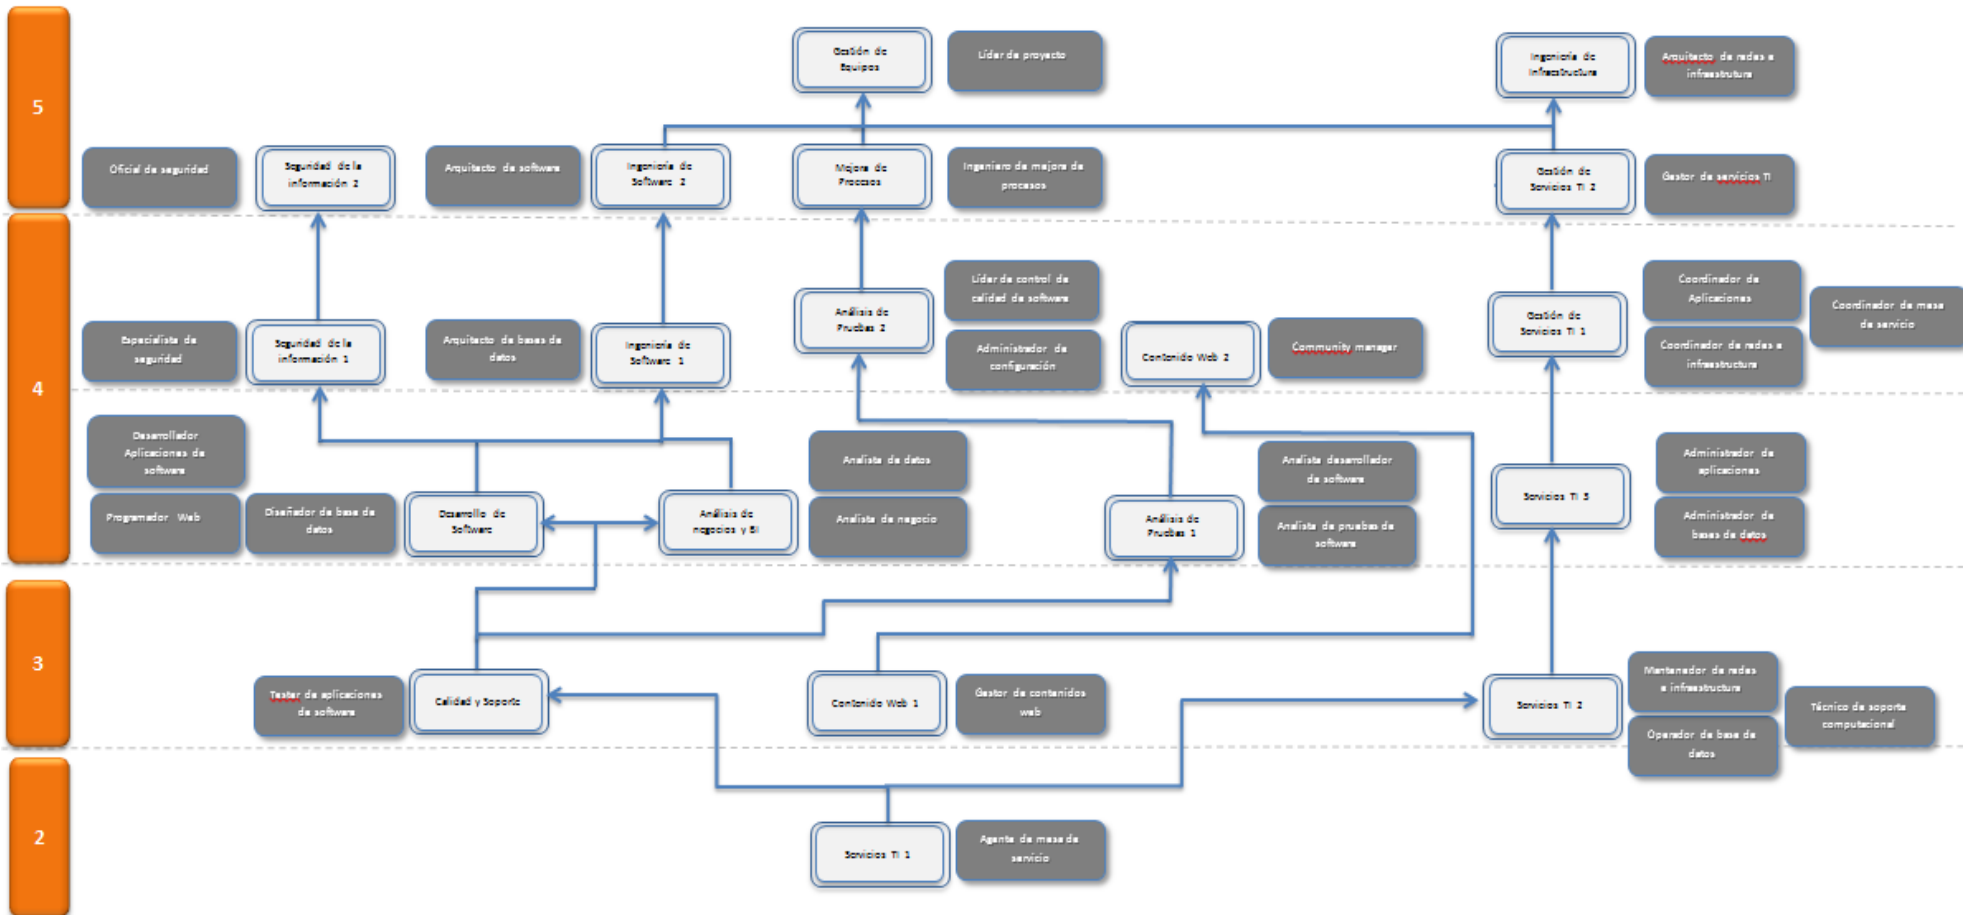 5
Gestión de
Equipos
Líder de proyecto
Ingeniería de
Infraestructura
Arquitecto de redes e
infraestrutura
Oficial de seguridad
Seguridad de la
información 2
Arquitecto de software
Ingeniería de
Software 2
Mejora de
Procesos
Ingeniero de mejora de
procesos
Gestión de
Servicios TI 2
Gestor de servicios TI
4
Especialista de
seguridad
Seguridad de la
información 1
Arquitecto de bases de
datos
Ingeniería de
Software 1
Análisis de
Pruebas 2
Líder de control de
calidad de software
Administrador de
configuración
Contenido Web 2
Community manager
Gestión de
Servicios TI 1
Coordinador de
Aplicaciones
Coordinador de redes e
infraestructura
Coordinador de mesa
de servicio
Desarrollador
Aplicaciones de
software
Programador Web
Diseñador de base de
datos
Desarrollo de
Software
Análisis de
negocios y BI
Analista de datos
Analista de negocio
Análisis de
Pruebas 1
Analista desarrollador
de software
Analista de pruebas de
software
Servicios TI 3
Administrador de
aplicaciones
Administrador de
bases de datos
3
Tester de aplicaciones
de software
Calidad y Soporte
Contenido Web 1
Gestor de contenidos
web
Servicios TI 2
Mantenedor de redes
e infraestructura
Operador de base de
datos
Técnico de soporte
computacional
2
Servicios TI 1
Agente de mesa de
servicio